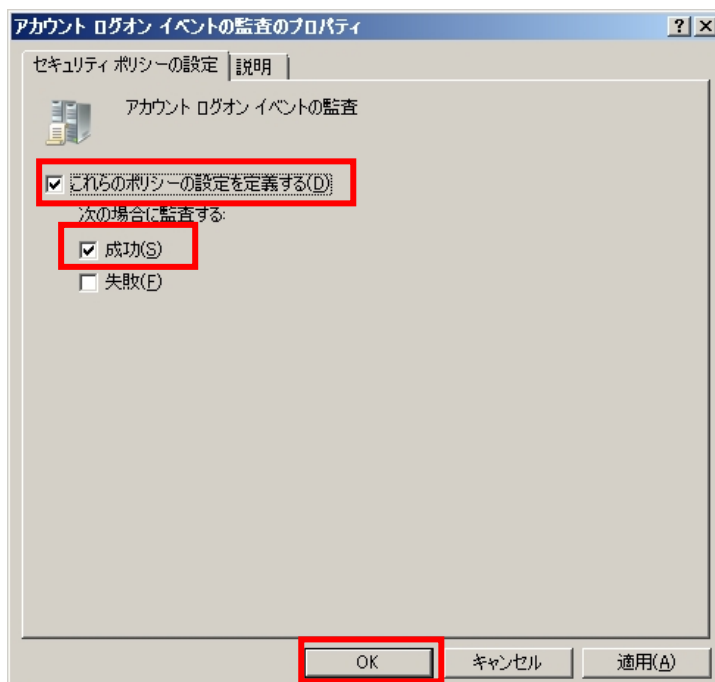 アカウント ログオン イベントの監査のプロパティ
? ×
セキュリティ ポリシーの設定 説明
アカウント ログオン イベントの監査
これらのポリシーの設定を定義する(D)
次の場合に監査する:
成功(S)
失敗(F)
OK キャンセル 適用(A)